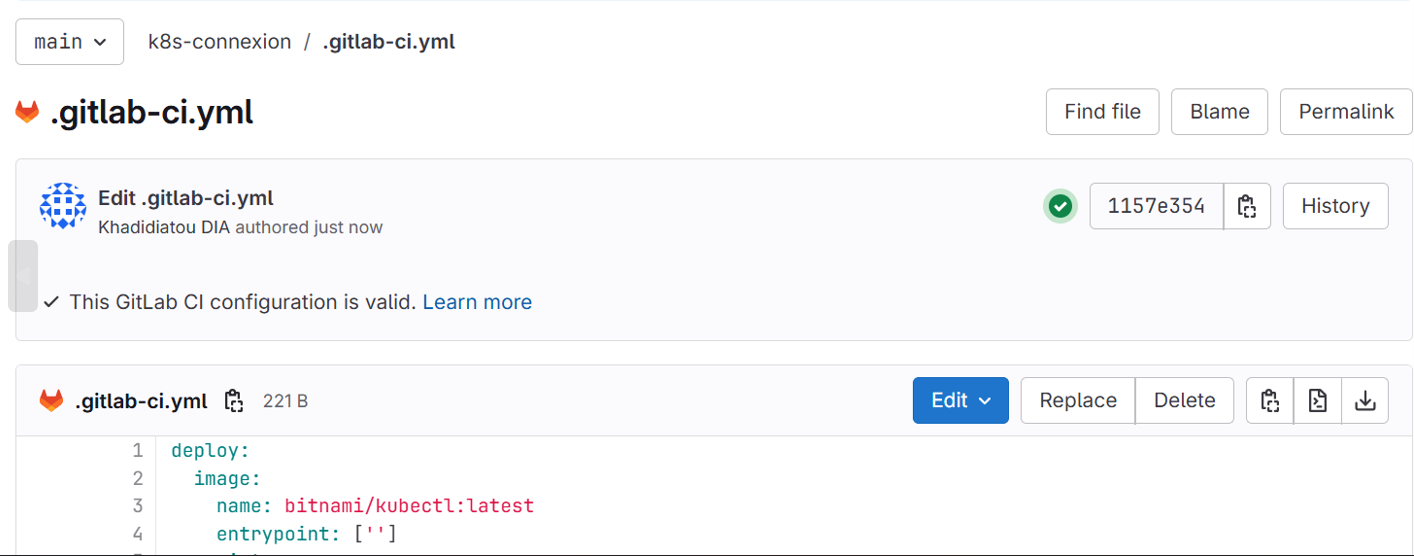 main
k8s-connexion / .gitlab-ci.yml
.gitlab-ci.yml
Find file
Blame
Permalink
Edit .gitlab-ci.yml
Khadidiatou DIA authored just now
1157e354
History
This GitLab CI configuration is valid. Learn more
.gitlab-ci.yml 221 B
Edit
Replace
Delete
1 deploy:
2 image:
3 name: bitnami/kubectl:latest
4 entrypoint: ['']